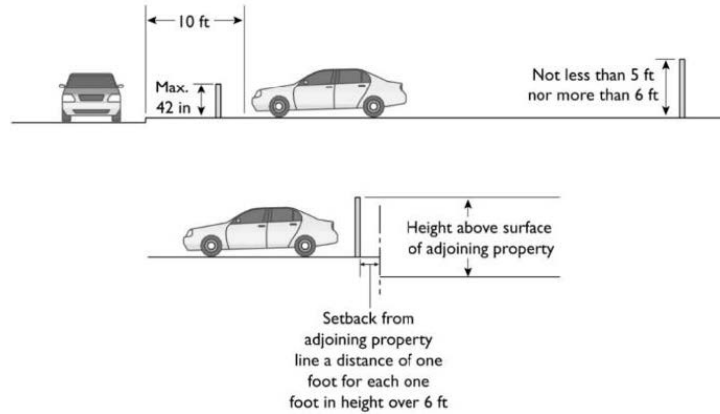 10 ft
Max.
42 in
Not less than 5 ft
nor more than 6 ft
Height above surface
of adjoining property
Setback from
adjoining property
line a distance of one
foot for each one
foot in height over 6 ft